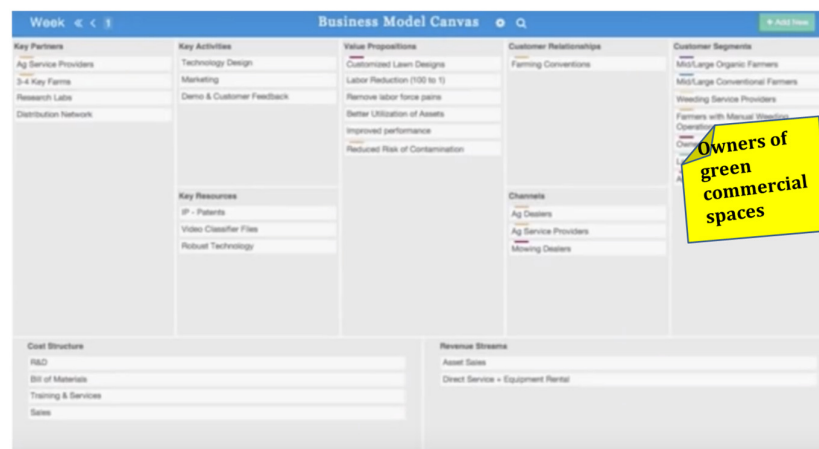 Week « < 1
Business Model Canvas
+ Add New
Key Partners
Ag Service Providers
3-4 Key Farms
Research Labs
Distribution Network
Key Activities
Technology Design
Marketing
Demo & Customer Feedback
Key Resources
IP - Patents
Video Classifier Files
Robust Technology
Value Propositions
Customized Lawn Designs
Labor Reduction (100 to 1)
Remove labor force pains
Better Utilization of Assets
Improved performance
Reduced Risk of Contamination
Customer Relationships
Farming Conventions
Channels
Ag Dealers
Ag Service Providers
Mowing Dealers
Customer Segments
Mid/Large Organic Farmers
Mid/Large Conventional Farmers
Weeding Service Providers
Farmers with Manual Weeding
Owners of
green
commercial
spaces
Cost Structure
R&D
Bill of Materials
Training & Services
Sales
Revenue Streams
Asset Sales
Direct Service + Equipment Rental